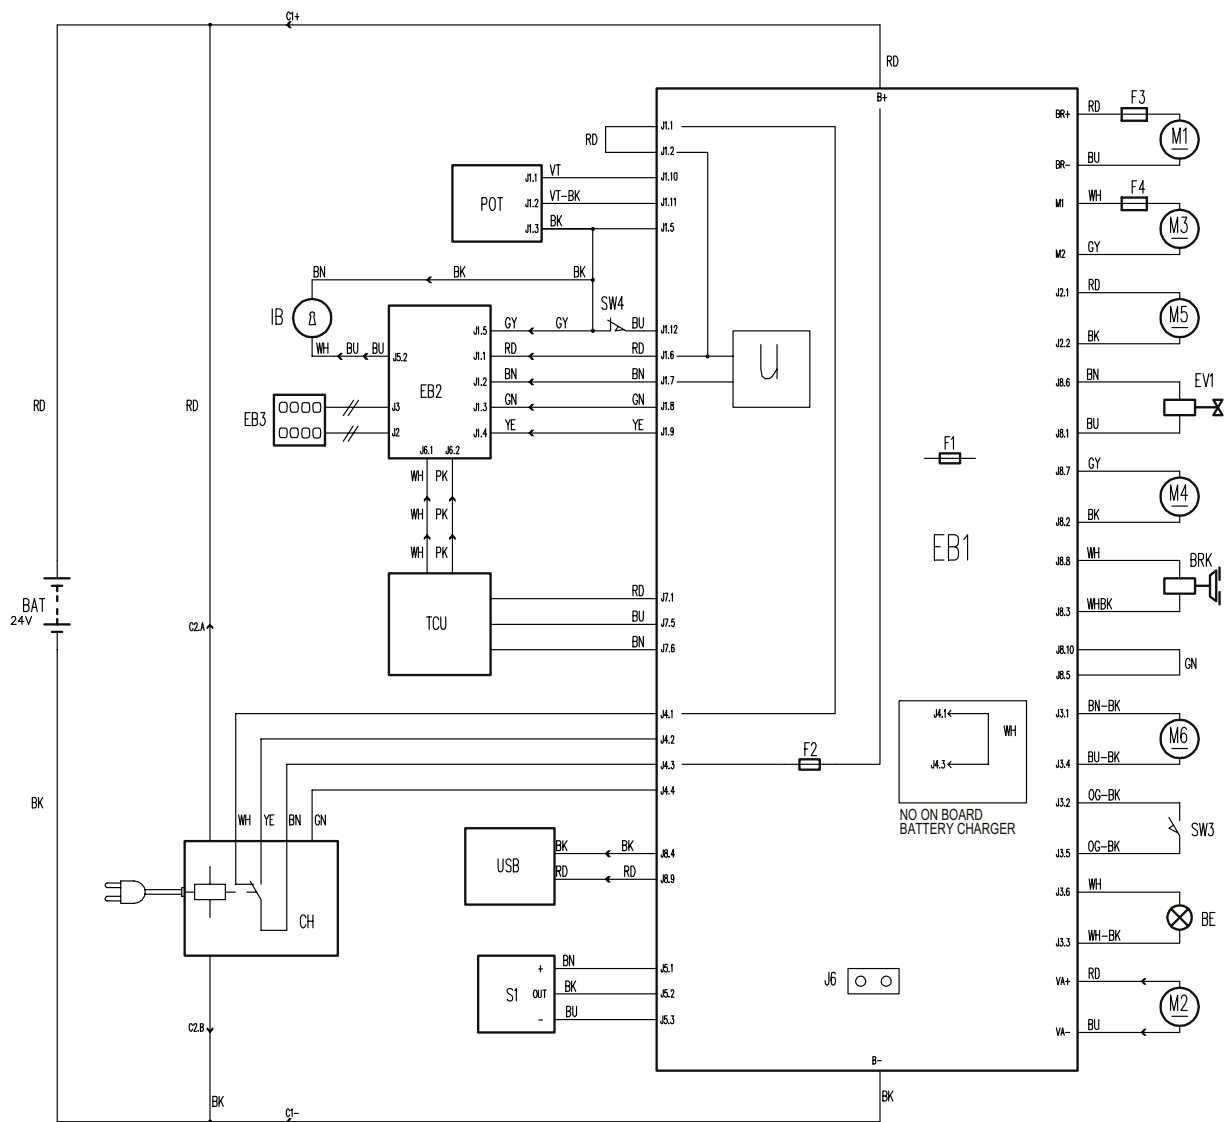 C1+
RD
B+
BR+ RD F3
M1
BR- BU
M1 WH F4
M3
M2 GY
J2.1 RD
M5
J2.2 BK
J8.6 BN
EV1
J8.1 BU
J8.7 GY
M4
J8.2 BK
J8.8 WH
BRK
J8.3 WHBK
J8.10
GN
J8.5
J3.1 BN-BK
M6
J3.4 BU-BK
J3.2 OG-BK
SW3
J3.5 OG-BK
J3.6 WH
BE
J3.3 WH-BK
VA+ RD
M2
VA- BU
RD
J1.1
J1.2
POT
J1.1 VT J1.10
J1.2 VT-BK J1.11
J1.3 BK J1.5
BN BK BK
IB
SW4
J1.5 GY GY BU J1.12
WH BU BU J5.2
J1.1 RD RD J1.6
U
EB2
J1.2 BN BN J1.7
EB3
J3
J1.3 GN GN J1.8
J2
J1.4 YE YE J1.9
J6.1 J6.2
WH PK
WH PK
WH PK
F1
EB1
RD
RD
BAT
24V
TCU
RD J7.1
BU J7.5
BN J7.6
C2.A
J4.1
J4.2
J4.3
F2
J4.4
J4.1
WH
J4.3
NO ON BOARD
BATTERY CHARGER
BK
WH YE BN GN
CH
USB
BK BK J8.4
RD RD J8.9
S1
+ BN J5.1
OUT BK J5.2
- BU J5.3
J6
C2.B
B-
BK
BK
C1-